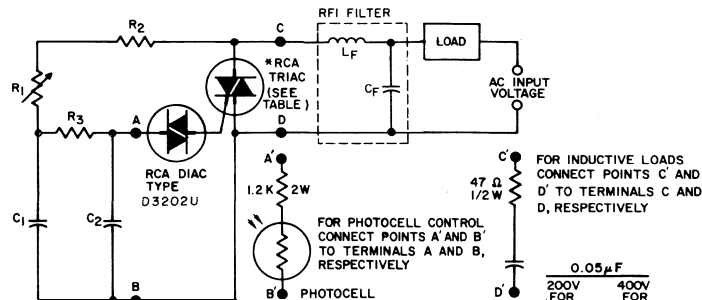 RFI FILTER
R2
C
LF
LOAD
R1
*RCA
TRIAC
(SEE
TABLE)
CF
AC INPUT
VOLTAGE
R3
A
D
RCA DIAC
TYPE
D3202U
A'
1.2 K
2W
C'
47 Ω
1/2 W
FOR INDUCTIVE LOADS
CONNECT POINTS C' AND
D' TO TERMINALS C AND
D, RESPECTIVELY
C1
C2
FOR PHOTOCELL CONTROL
CONNECT POINTS A' AND B'
TO TERMINALS A AND B,
RESPECTIVELY
0.05µF
200V 400V
FOR FOR
B
B' PHOTOCELL
D'